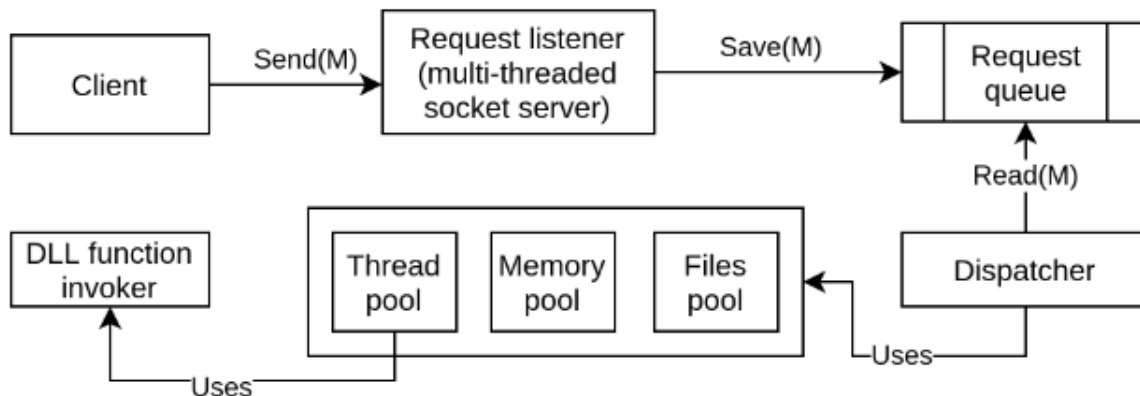 Client
Send(M)
Request listener
(multi-threaded
socket server)
Save(M)
Request
queue
Read(M)
DLL function
invoker
Thread
pool
Memory
pool
Files
pool
Dispatcher
Uses
Uses